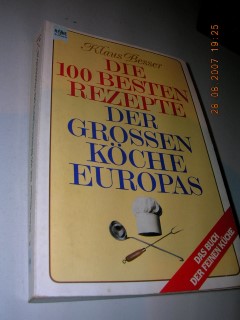 Klaus Besser
DIE
100 BESTEN
REZEPTE
DER
GROSSEN
KÖCHE
EUROPAS
DAS BUCH
DER FEINEN KÜCHE
28 08 2007 19:25